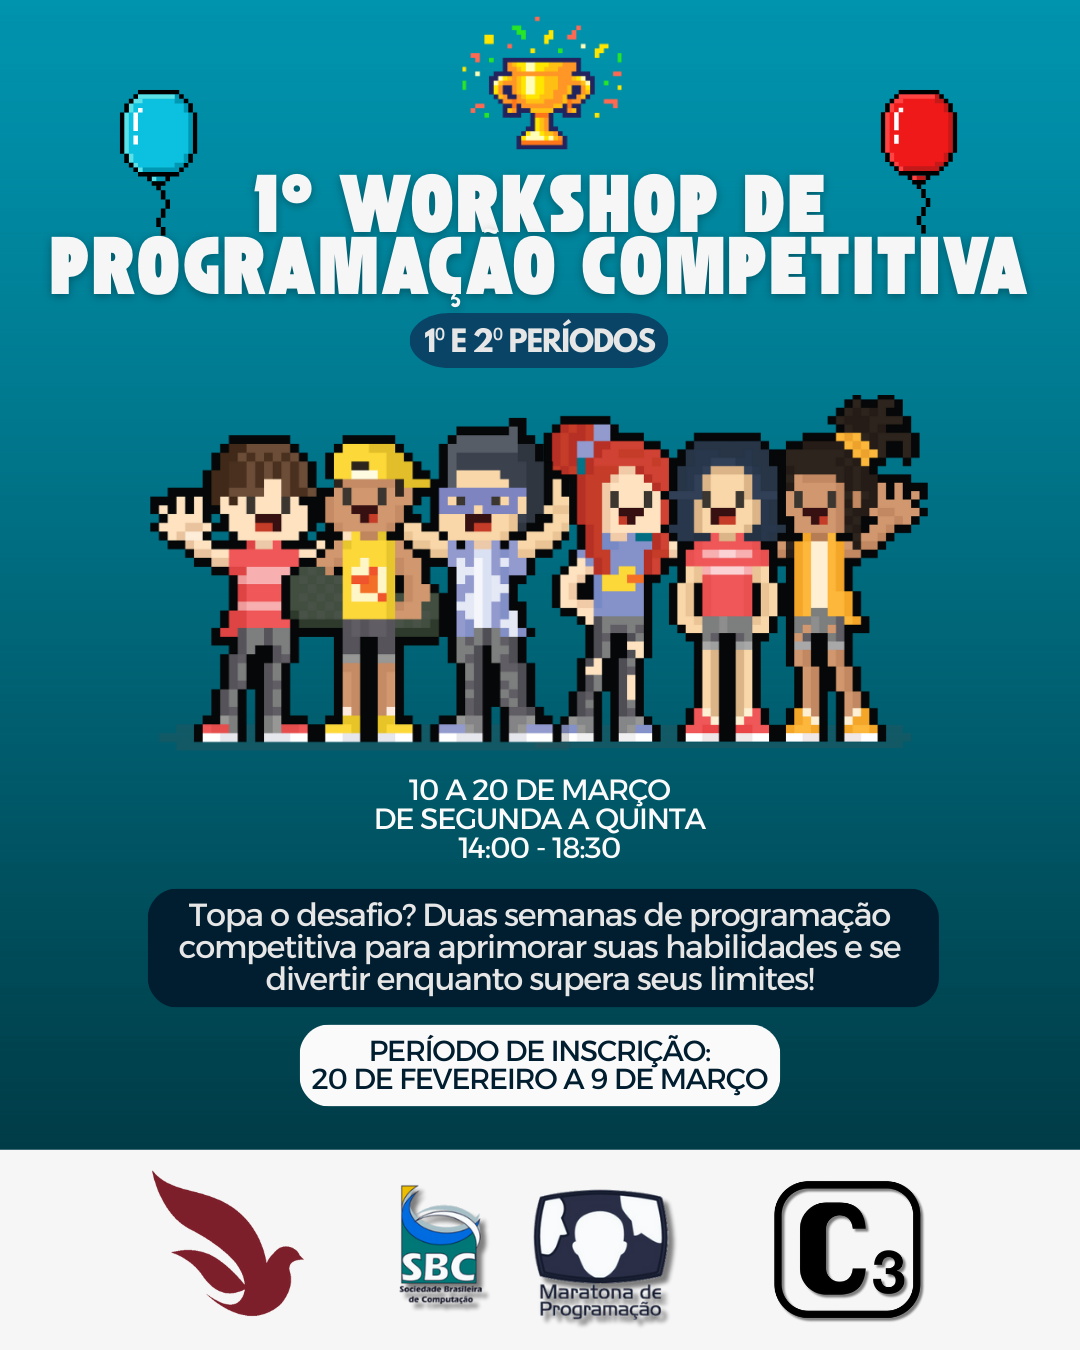 1º WORKSHOP DE
PROGRAMAÇÃO COMPETITIVA
1º E 2º PERÍODOS
10 A 20 DE MARÇO
DE SEGUNDA A QUINTA
14:00 - 18:30
Topa o desafio? Duas semanas de programação
competitiva para aprimorar suas habilidades e se
divertir enquanto supera seus limites!
PERÍODO DE INSCRIÇÃO:
20 DE FEVEREIRO A 9 DE MARÇO
SBC
Sociedade Brasileira
de Computação
Maratona de
Programação
C3